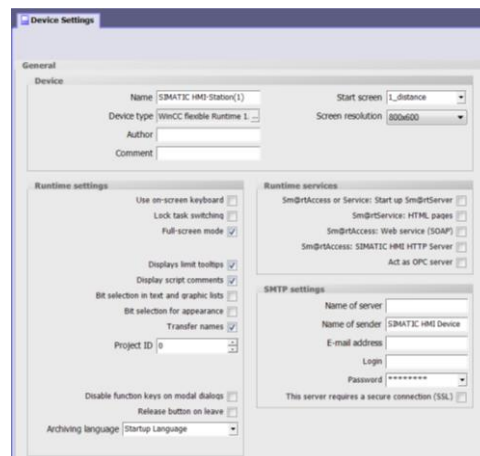 Device Settings
General
Device
Name SIMATIC HMI-Station(1)
Device type WinCC flexible Runtime 1. ...
Author
Comment
Start screen 1_distance
Screen resolution 800x600
Runtime settings
Use on-screen keyboard
Lock task switching
Full-screen mode
Displays limit tooltips
Display script comments
Bit selection in text and graphic lists
Bit selection for appearance
Transfer names
Project ID 0
Disable function keys on modal dialogs
Release button on leave
Archiving language Startup Language
Runtime services
Sm@rtAccess or Service: Start up Sm@rtServer
Sm@rtService: HTML pages
Sm@rtAccess: Web service (SOAP)
Sm@rtAccess: SIMATIC HMI HTTP Server
Act as OPC server
SMTP settings
Name of server
Name of sender SIMATIC HMI Device
E-mail address
Login
Password ********
This server requires a secure connection (SSL)